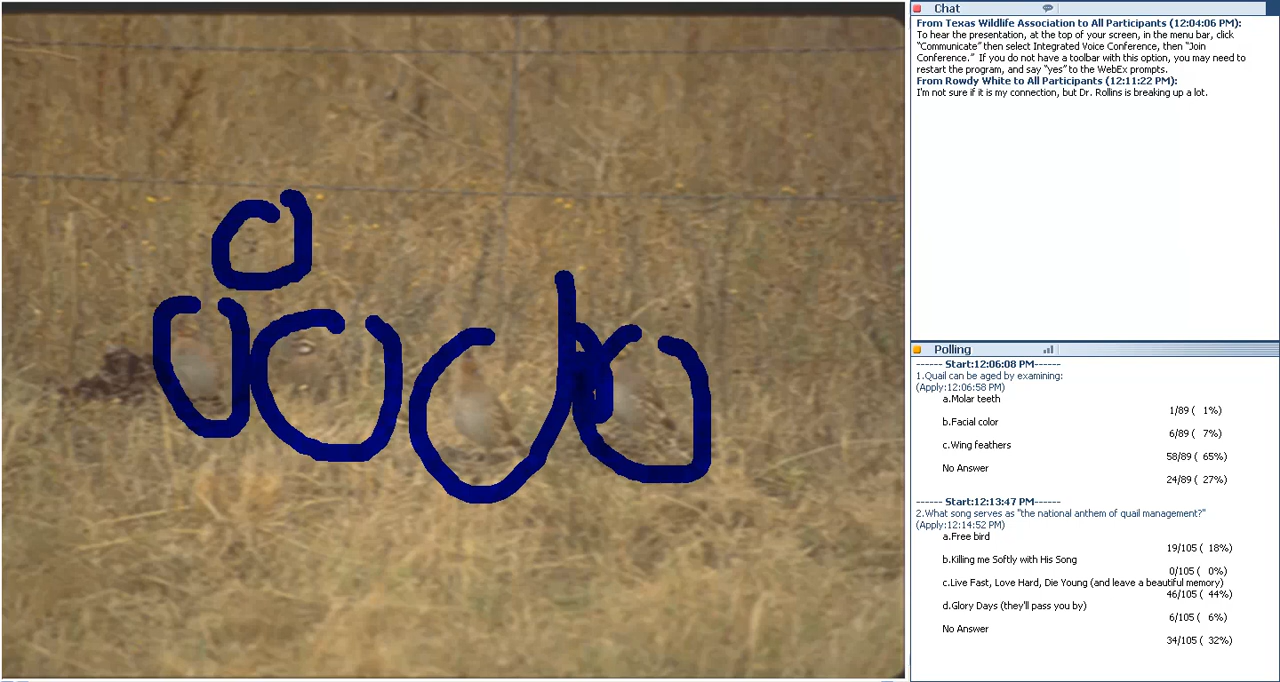 Chat
From Texas Wildlife Association to All Participants (12:04:06 PM):
To hear the presentation, at the top of your screen, in the menu bar, click
“Communicate” then select Integrated Voice Conference, then “Join
Conference.”  If you do not have a toolbar with this option, you may need to
restart the program, and say “yes” to the WebEx prompts.
From Rowdy White to All Participants (12:11:22 PM):
I'm not sure if it is my connection, but Dr. Rollins is breaking up a lot.
Polling
------ Start:12:06:08 PM------
1.Quail can be aged by examining:
(Apply:12:06:58 PM)
a.Molar teeth
1/89 ( 1%)
b.Facial color
6/89 ( 7%)
c.Wing feathers
58/89 ( 65%)
No Answer
24/89 ( 27%)
------ Start:12:13:47 PM------
2.What song serves as "the national anthem of quail management?"
(Apply:12:14:52 PM)
a.Free bird
19/105 ( 18%)
b.Killing me Softly with His Song
0/105 ( 0%)
c.Live Fast, Love Hard, Die Young (and leave a beautiful memory)
46/105 ( 44%)
d.Glory Days (they'll pass you by)
6/105 ( 6%)
No Answer
34/105 ( 32%)